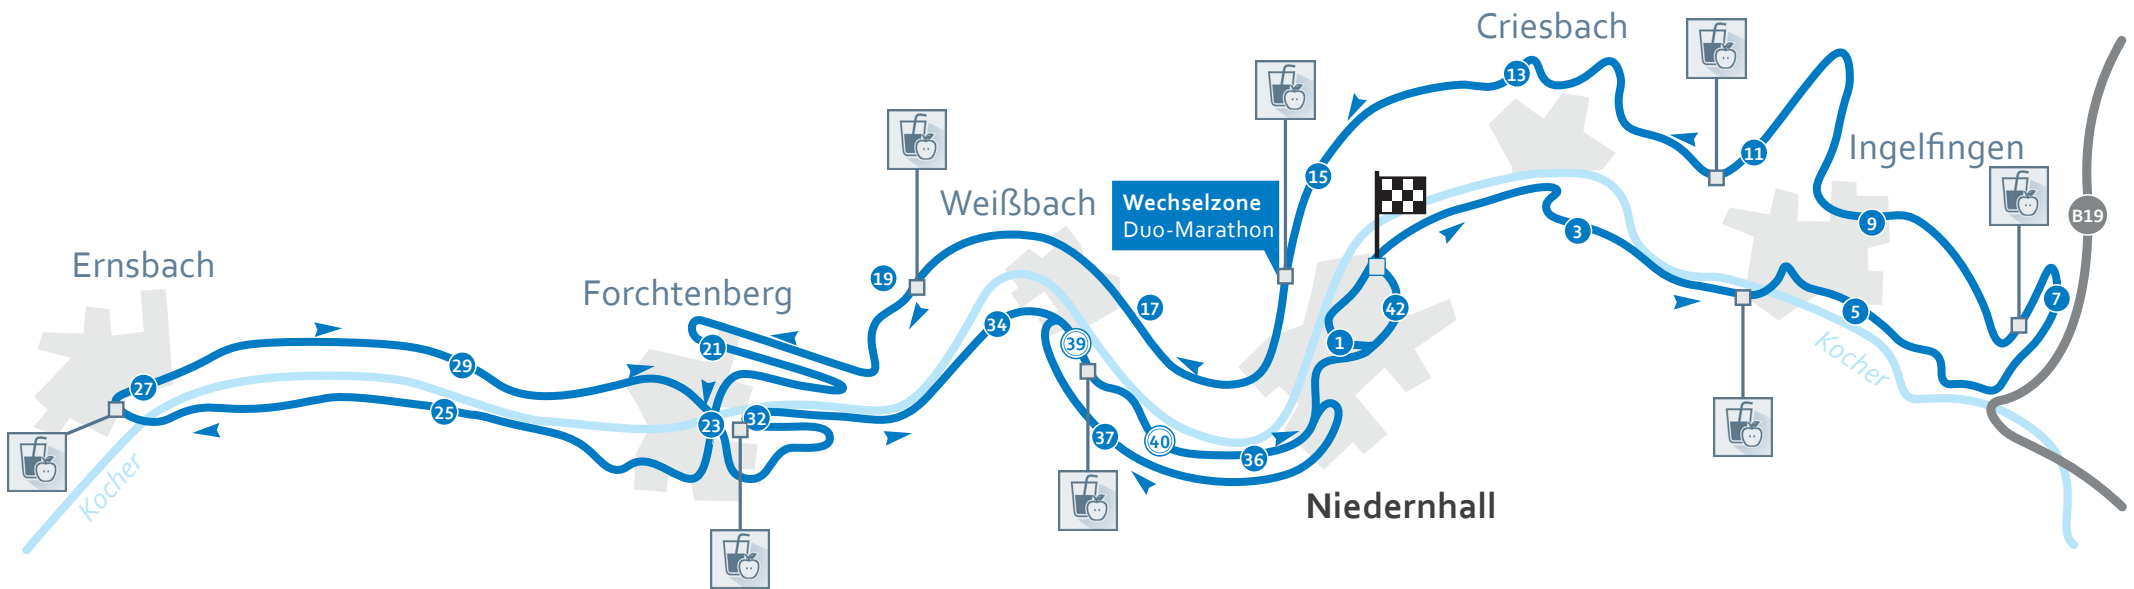 Criesbach
13
11
Ingelfingen
15
Weißbach
Wechselzone
Duo-Marathon
B19
9
3
Ernsbach
19
Forchtenberg
7
17
42
5
34
1
39
21
Kocher
29
27
25
32
23
37
40
36
Kocher
Niedernhall